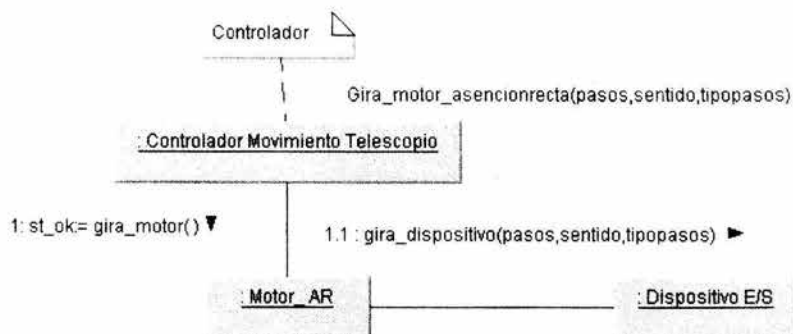 Controlador
Gira_motor_asencionrecta(pasos,sentido,tipopasos)
: Controlador Movimiento Telescopio
1: st_ok:= gira_motor()
1.1 : gira_dispositivo(pasos,sentido,tipopasos)
: Motor_AR
: Dispositivo E/S